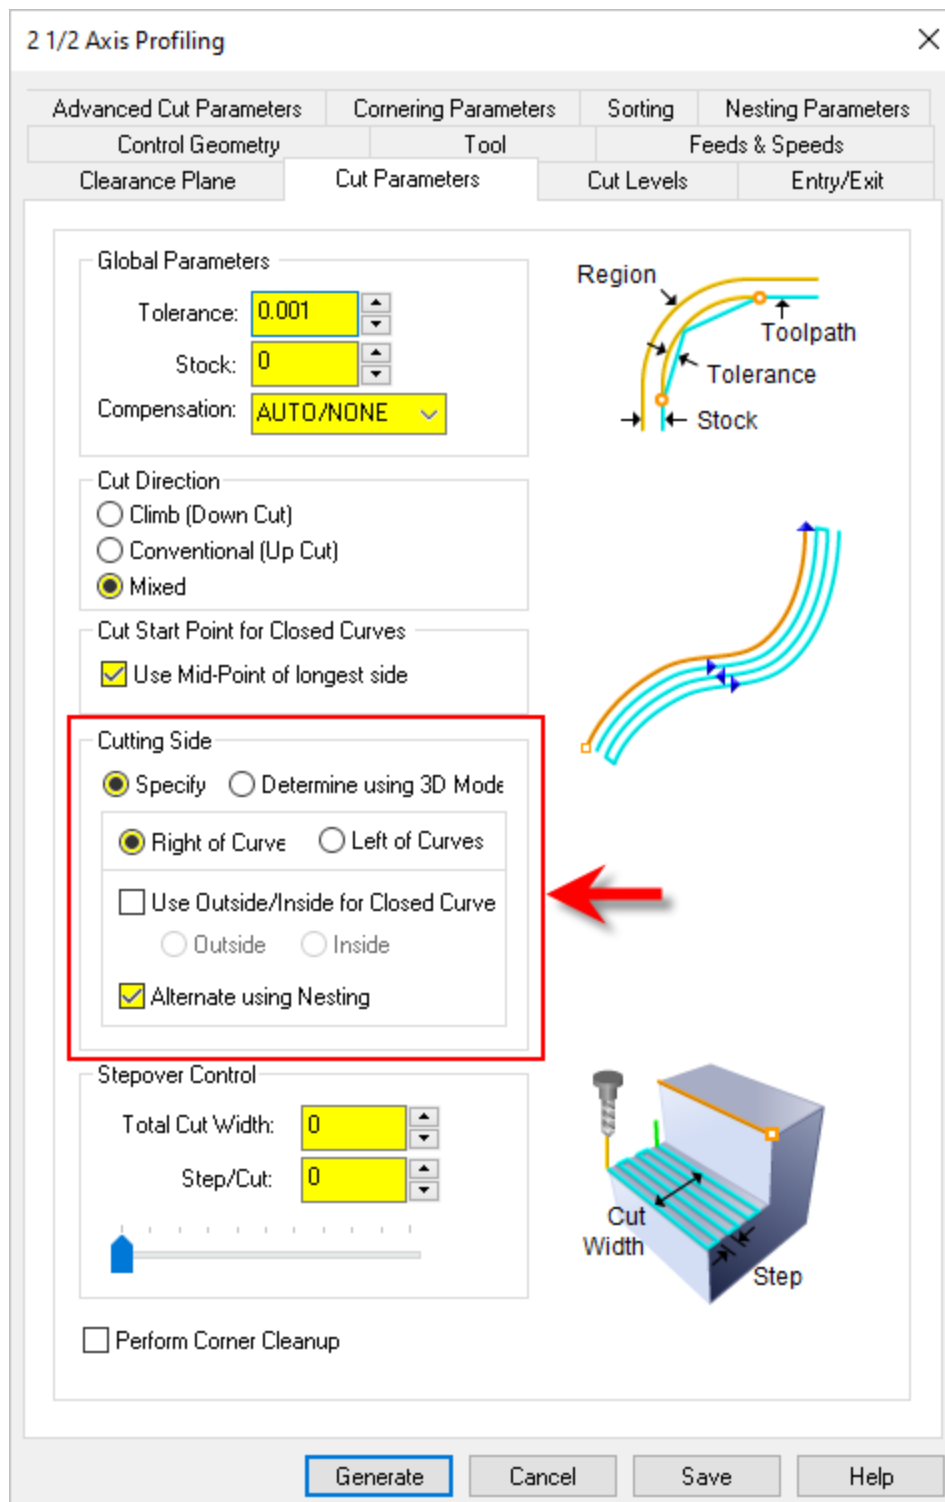 2 1/2 Axis Profiling
Advanced Cut Parameters Cornering Parameters Sorting Nesting Parameters
Control Geometry Tool Feeds & Speeds
Clearance Plane Cut Parameters Cut Levels Entry/Exit
Global Parameters
Tolerance: 0.001
Stock: 0
Compensation: AUTO/NONE
Region
Toolpath
Tolerance
Stock
Cut Direction
Climb (Down Cut)
Conventional (Up Cut)
Mixed
Cut Start Point for Closed Curves
Use Mid-Point of longest side
Cutting Side
Specify Determine using 3D Mode
Right of Curve Left of Curves
Use Outside/Inside for Closed Curve
Outside Inside
Alternate using Nesting
Stepover Control
Total Cut Width: 0
Step/Cut: 0
Cut
Width
Step
Perform Corner Cleanup
Generate Cancel Save Help